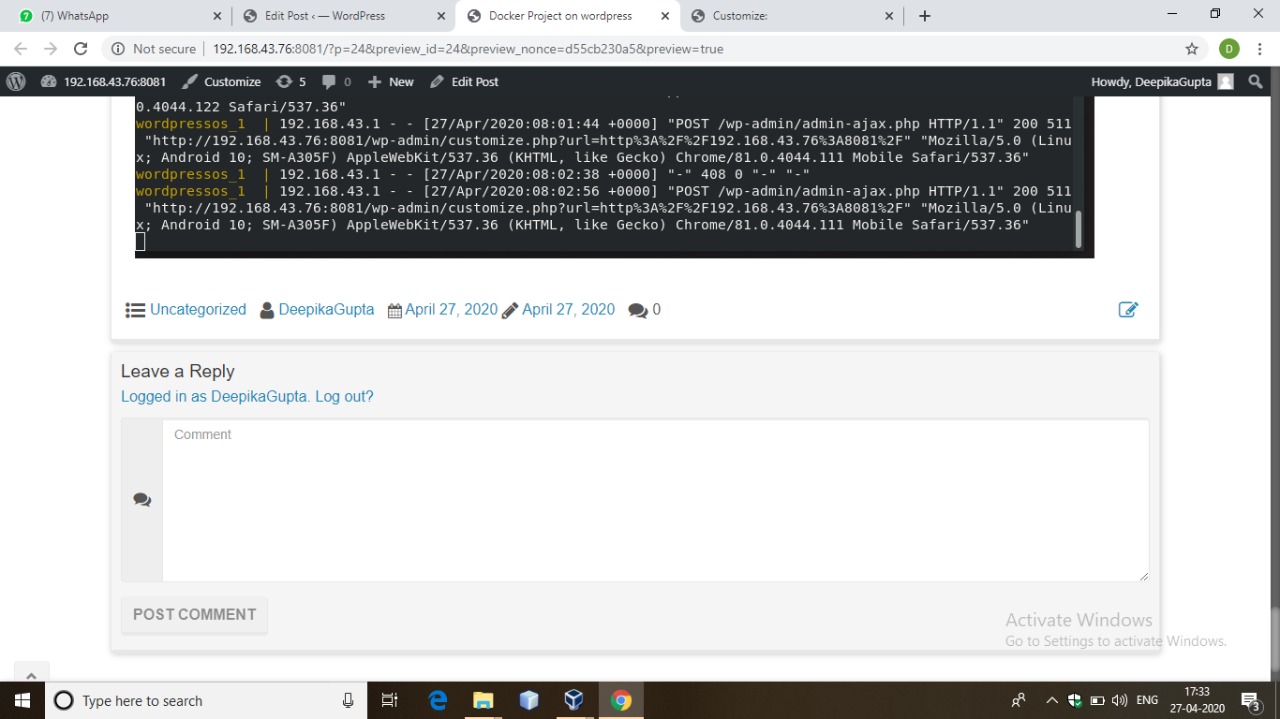 (7) WhatsApp
Edit Post ‹ — WordPress
Docker Project on wordpress
Customize:
Not secure
192.168.43.76:8081/?p=24&preview_id=24&preview_nonce=d55cb230a5&preview=true
D
192.168.43.76:8081
Customize
5
0
New
Edit Post
Howdy, DeepikaGupta
0.4044.122 Safari/537.36"
wordpressos_1 | 192.168.43.1 - - [27/Apr/2020:08:01:44 +0000] "POST /wp-admin/admin-ajax.php HTTP/1.1" 200 511
"http://192.168.43.76:8081/wp-admin/customize.php?url=http%3A%2F%2F192.168.43.76%3A8081%2F" "Mozilla/5.0 (Linu
x; Android 10; SM-A305F) AppleWebKit/537.36 (KHTML, like Gecko) Chrome/81.0.4044.111 Mobile Safari/537.36"
wordpressos_1 | 192.168.43.1 - - [27/Apr/2020:08:02:38 +0000] "-" 408 0 "-" "-"
wordpressos_1 | 192.168.43.1 - - [27/Apr/2020:08:02:56 +0000] "POST /wp-admin/admin-ajax.php HTTP/1.1" 200 511
"http://192.168.43.76:8081/wp-admin/customize.php?url=http%3A%2F%2F192.168.43.76%3A8081%2F" "Mozilla/5.0 (Linu
x; Android 10; SM-A305F) AppleWebKit/537.36 (KHTML, like Gecko) Chrome/81.0.4044.111 Mobile Safari/537.36"
Uncategorized DeepikaGupta April 27, 2020 April 27, 2020 0
Leave a Reply
Logged in as DeepikaGupta. Log out?
Comment
POST COMMENT
Activate Windows
Go to Settings to activate Windows.
Type here to search
ENG
17:33
27-04-2020
3